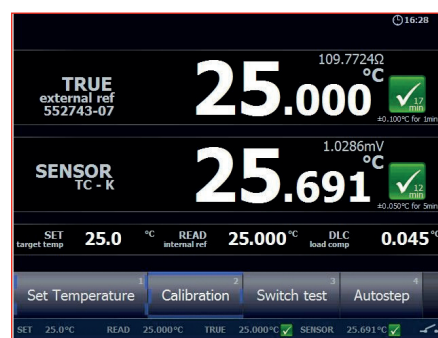 16:28
109.7724Ω
TRUE
external ref
552743-07
25.000 °C
17 min
±0.100°C for 1min
1.0286mV
SENSOR
TC - K
25.691 °C
12 min
±0.050°C for 5min
SET target temp 25.0 °C READ internal ref 25.000 °C DLC load comp 0.045 °C
1 2 3 4
Set Temperature Calibration Switch test Autostep
SET 25.0°C READ 25.000°C TRUE 25.000°C SENSOR 25.691°C